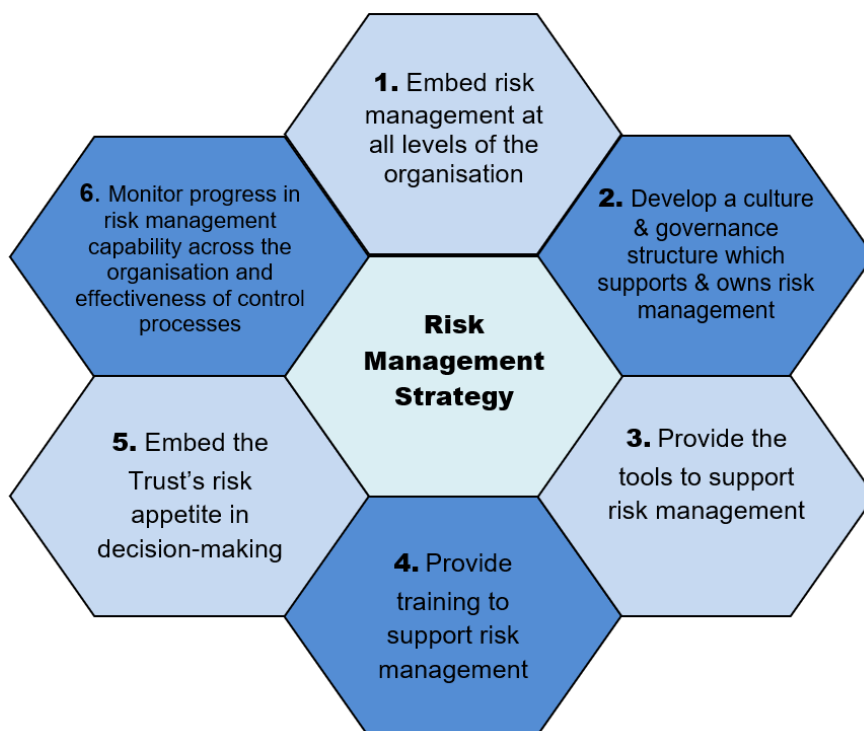 1. Embed risk
management at
all levels of the
organisation
2. Develop a culture
& governance
structure which
supports & owns risk
management
3. Provide the
tools to support
risk management
4. Provide
training to
support risk
management
5. Embed the
Trust’s risk
appetite in
decision-making
6. Monitor progress in
risk management
capability across the
organisation and
effectiveness of control
processes
Risk
Management
Strategy